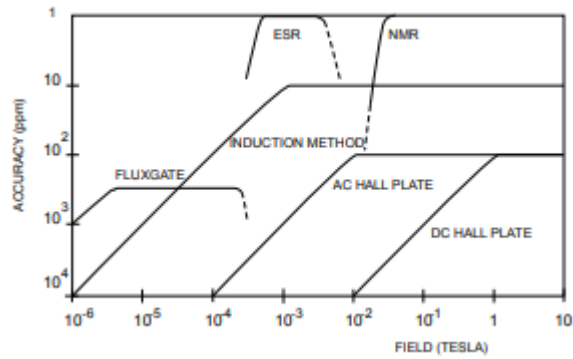 1
ESR
NMR
10
ACCURACY (ppm)
INDUCTION METHOD
10²
FLUXGATE
AC HALL PLATE
10³
DC HALL PLATE
10⁴
10⁻⁶ 10⁻⁵ 10⁻⁴ 10⁻³ 10⁻² 10⁻¹ 1 10
FIELD (TESLA)